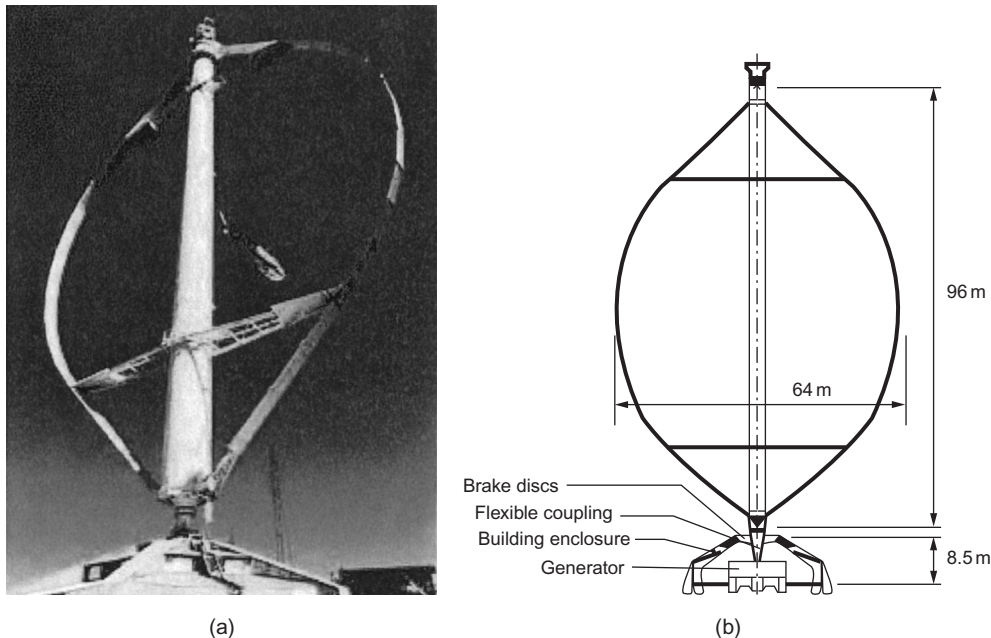 96 m
64 m
Brake discs
Flexible coupling
Building enclosure
Generator
8.5 m
(a)
(b)